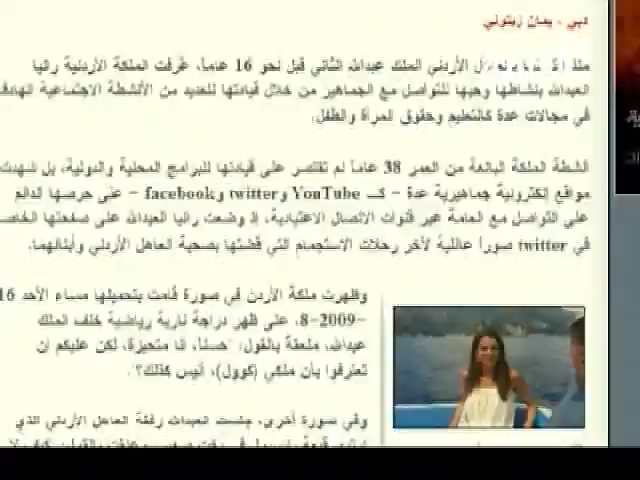 دبي ، يمان زيتوني
منذ الأردني الملك عبدالله الثاني قبل نحو 16 عاماً، عُرفت الملكة الأردنية رانيا
العبدالله بنشاطها وحبها للتواصل مع الجماهير من خلال قيادتها للعديد من الأنشطة الاجتماعية الهادف
في مجالات عدة كالتعليم وحقوق المرأة والطفل.
أنشطة الملكة البالغة من العمر 38 عاماً لم تقتصر على قيادتها للبرامج المحلية والدولية، بل شهدت
مواقع إلكترونية جماهيرية عدة - كـ YouTube وtwitter وfacebook - على حرصها الدائم
على التواصل مع العامة عبر قنوات الاتصال الاعتيادية، إذ وضعت رانيا العبدالله على صفحتها الخاص
في twitter صوراً عائلية لآخر رحلات الاستجمام التي قضتها بصحبة العاهل الأردني وأبنائهما.
وظهرت ملكة الأردن في صورة قامت بتحميلها مساء الأحد 16
-8-2009، على ظهر دراجة نارية رياضية خلف الملك
عبدالله، معلقة بالقول: "حسنا، أنا متحيزة، لكن عليكم أن
تعترفوا بأن ملكي (كوول)، أليس كذلك؟".
وفي صورة أخرى، جلست العبدالله رفقة العاهل الأردني الذي